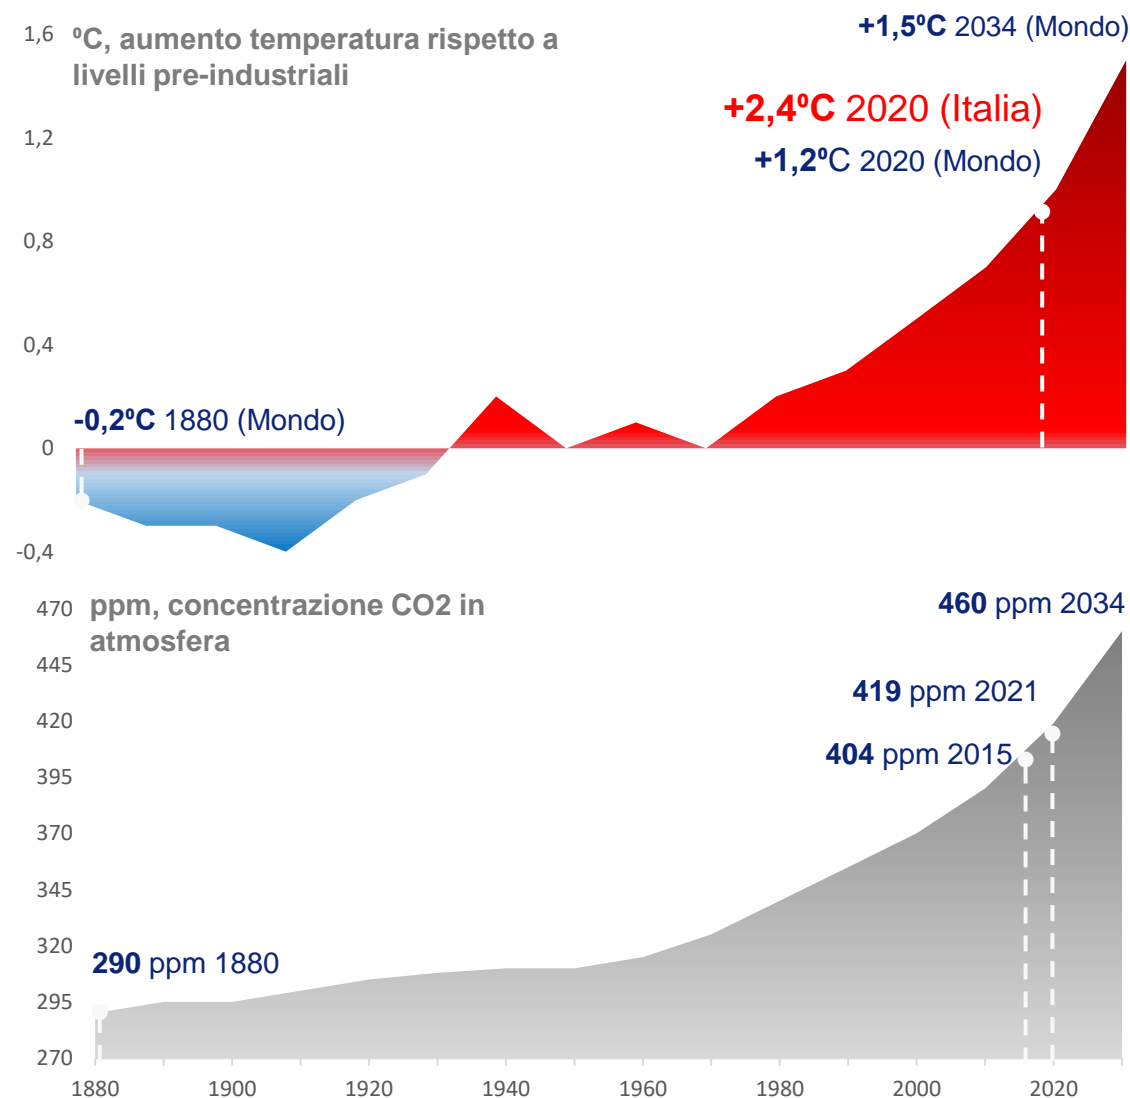 1,6
ºC, aumento temperatura rispetto a
livelli pre-industriali
+1,5ºC 2034 (Mondo)
+2,4ºC 2020 (Italia)
1,2
+1,2ºC 2020 (Mondo)
0,8
0,4
-0,2ºC 1880 (Mondo)
0
-0,4
470
ppm, concentrazione CO2 in
atmosfera
460 ppm 2034
445
419 ppm 2021
420
404 ppm 2015
395
370
345
320
290 ppm 1880
295
270
1880 1900 1920 1940 1960 1980 2000 2020